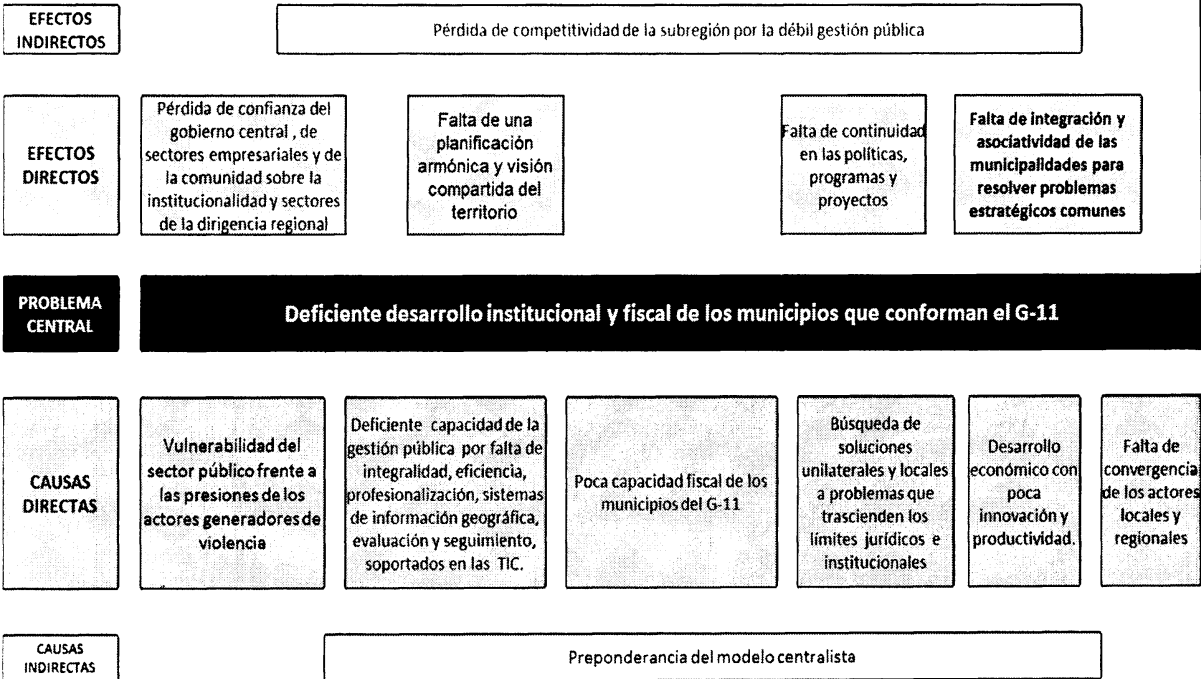 EFECTOS
INDIRECTOS
Pérdida de competitividad de la subregión por la débil gestión pública
EFECTOS
DIRECTOS
Pérdida de confianza del
gobierno central , de
sectores empresariales y de
la comunidad sobre la
institucionalidad y sectores
de la dirigencia regional
Falta de una
planificación
armónica y visión
compartida del
territorio
Falta de continuidad
en las políticas,
programas y
proyectos
Falta de integración y
asociatividad de las
municipalidades para
resolver problemas
estratégicos comunes
PROBLEMA
CENTRAL
Deficiente desarrollo institucional y fiscal de los municipios que conforman el G-11
CAUSAS
DIRECTAS
Vulnerabilidad del
sector público frente a
las presiones de los
actores generadores de
violencia
Deficiente capacidad de la
gestión pública por falta de
integralidad, eficiencia,
profesionalización, sistemas
de información geográfica,
evaluación y seguimiento,
soportados en las TIC.
Poca capacidad fiscal de los
municipios del G-11
Búsqueda de
soluciones
unilaterales y locales
a problemas que
trascienden los
límites jurídicos e
institucionales
Desarrollo
económico con
poca
innovación y
productividad.
Falta de
convergencia
de los actores
locales y
regionales
CAUSAS
INDIRECTAS
Preponderancia del modelo centralista